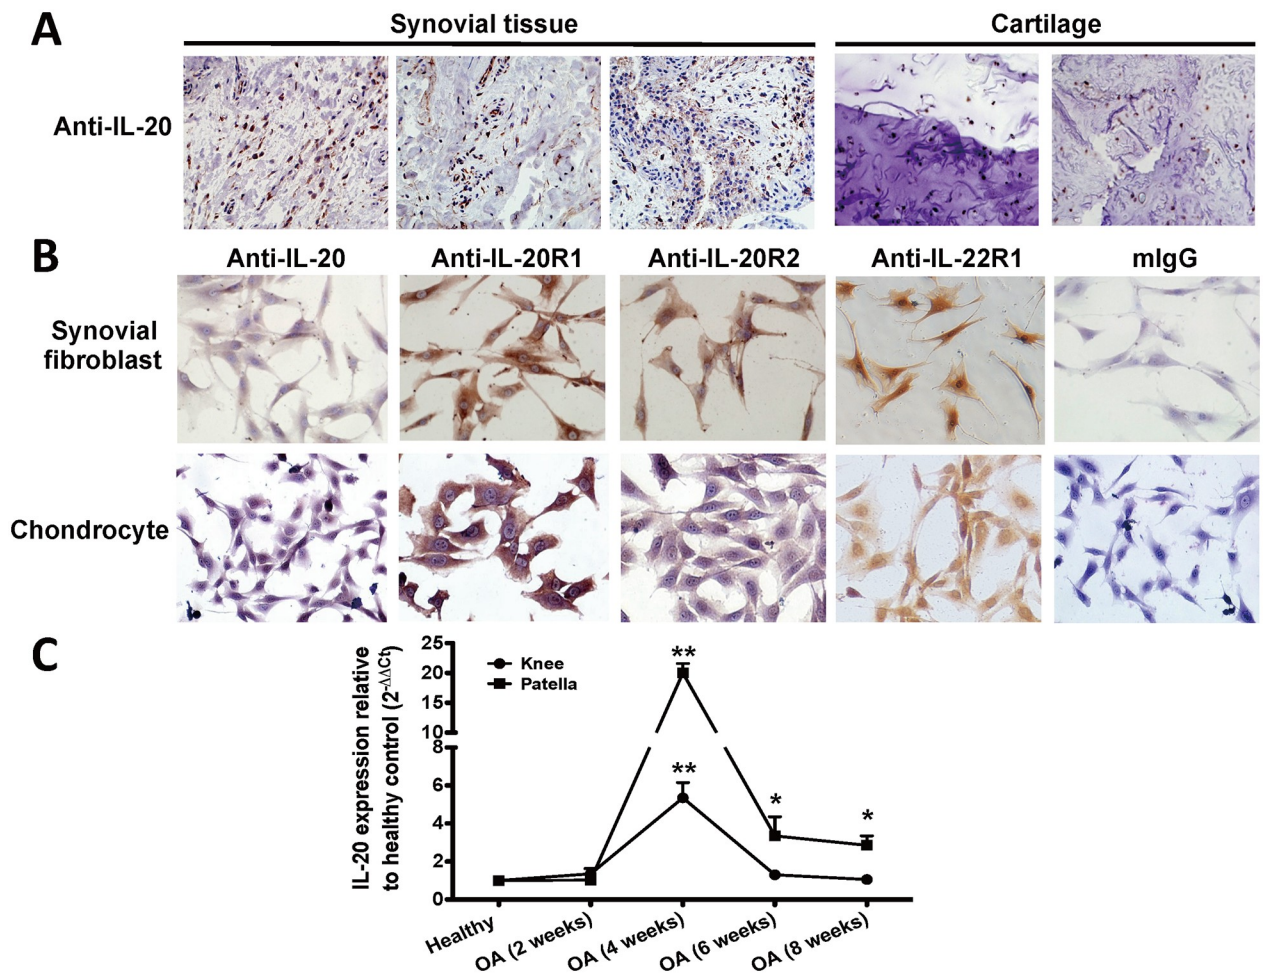 A
Synovial tissue
Cartilage
Anti-IL-20
B
Anti-IL-20
Anti-IL-20R1
Anti-IL-20R2
Anti-IL-22R1
mIgG
Synovial
fibroblast
Chondrocyte
C
IL-20 expression relative
to healthy control (2-ΔΔCt)
25
20
15
10
8
6
4
2
0
Knee
Patella
**
**
*
*
Healthy
OA (2 weeks)
OA (4 weeks)
OA (6 weeks)
OA (8 weeks)